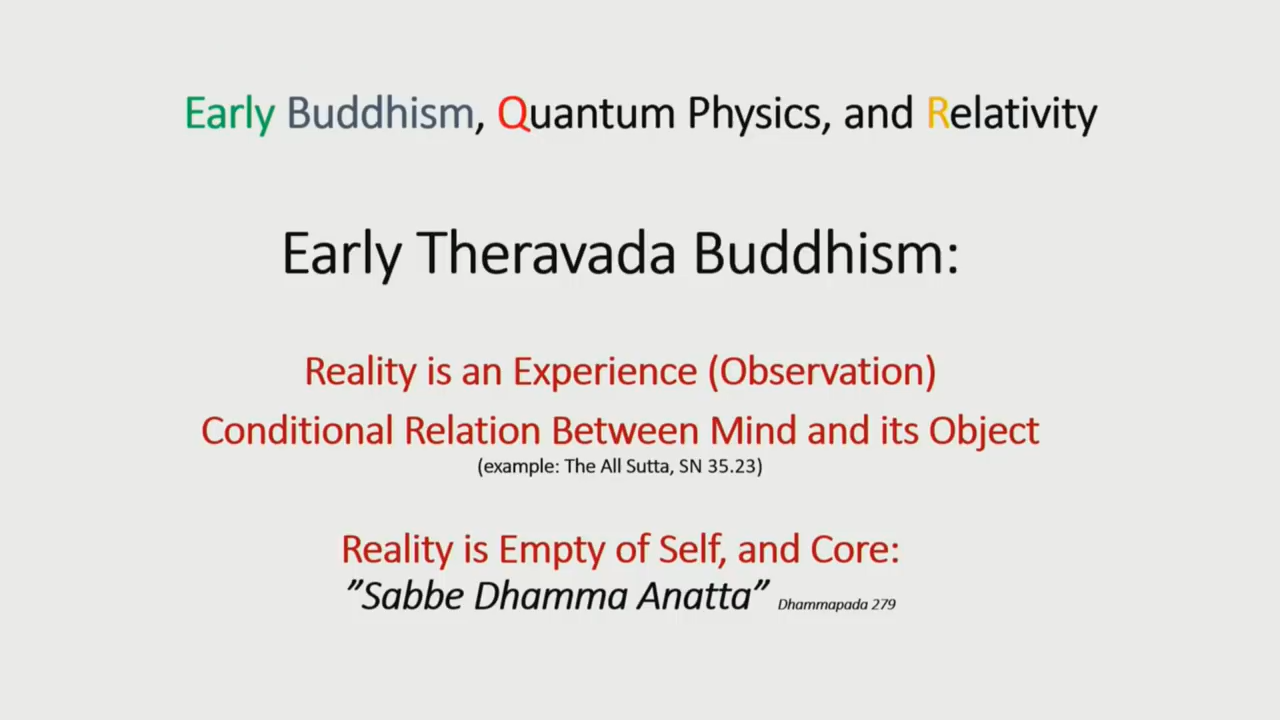 Early Buddhism, Quantum Physics, and Relativity
Early Theravada Buddhism:
Reality is an Experience (Observation)
Conditional Relation Between Mind and its Object
(example: The All Sutta, SN 35.23)
Reality is Empty of Self, and Core:
”Sabbe Dhamma Anatta” Dhammapada 279